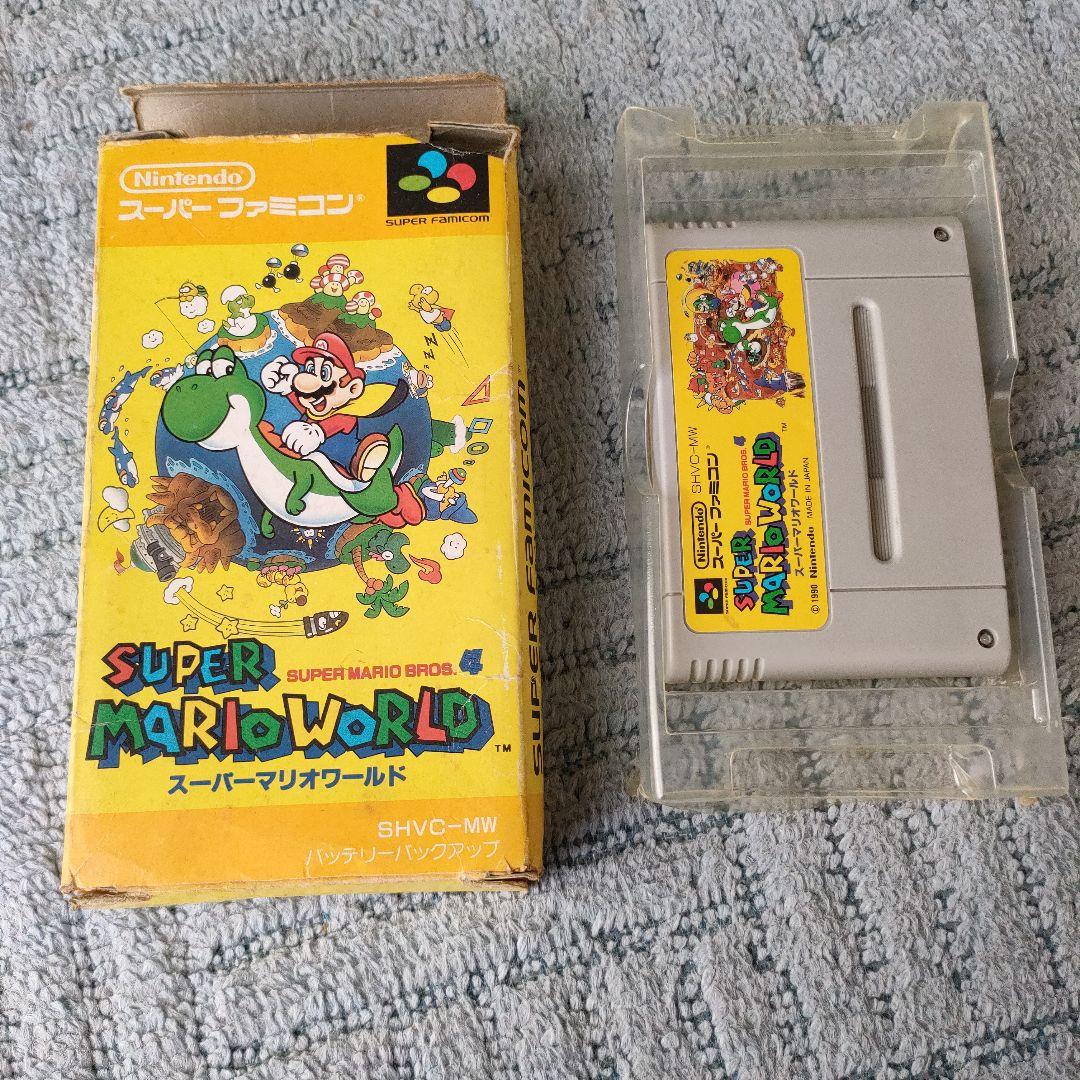 Nintendo
スーパーファミコン®
SUPER FAMICOM
zzz
SUPER
SUPER MARIO BROS. 4
MARIO WORLD TM
スーパーマリオワールド
SHVC-MW
バッテリーバックアップ
SUPER FAMICOM
SUPER FAMICOM
Nintendo SHVC-MW
スーパーファミコン®
SUPER SUPER MARIO BROS. 4
MARIO WORLD TM
スーパーマリオワールド
© 1990 Nintendo MADE IN JAPAN